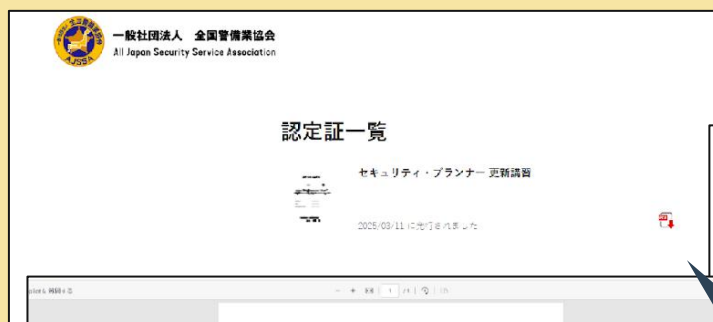 一般社団法人 全国警備業協会
All Japan Security Service Association
AJSSA
認定証一覧
セキュリティ・プランナー 更新講習
2025/03/11 に発行されました